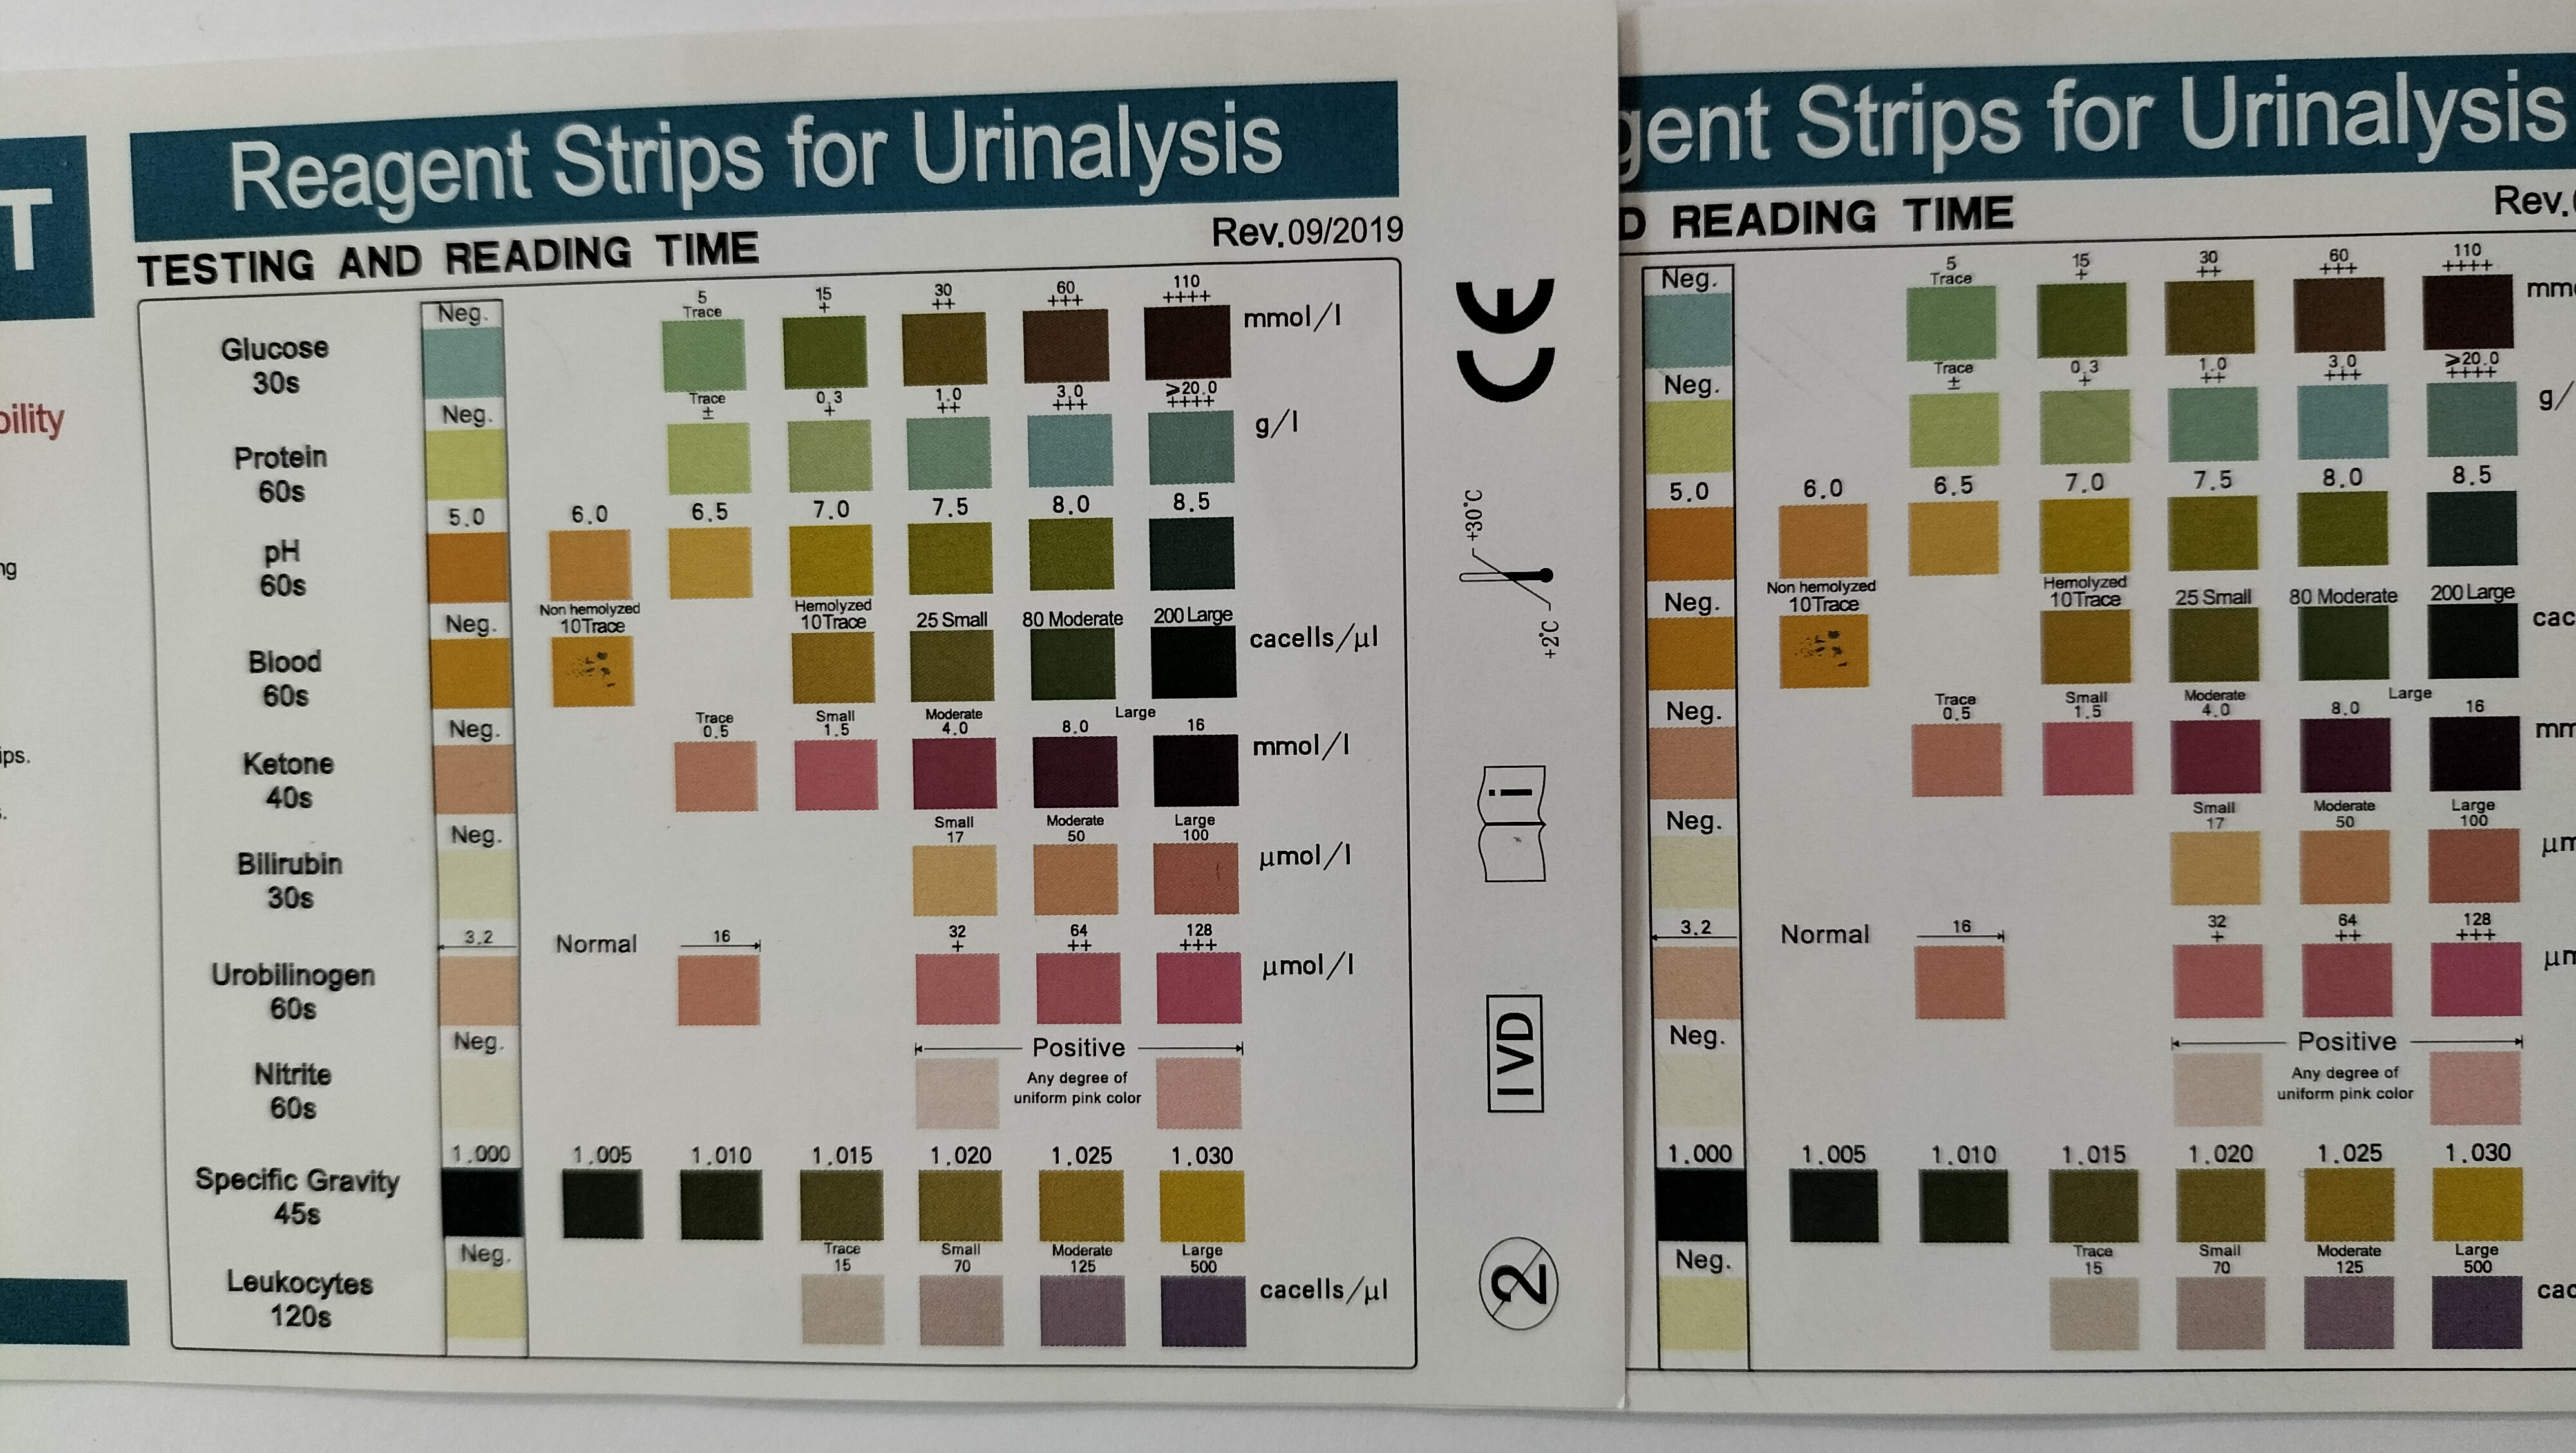 T
Reagent Strips for Urinalysis
Rev.09/2019
TESTING AND READING TIME
bility
ng
ips.
s.
Glucose
30s
Neg.
5 15 30 60 110
Trace + ++ +++ ++++
mmol/l
Protein
60s
Neg.
Trace 0.3 1.0 3.0 ≥20.0
± + ++ +++ ++++
g/l
pH
60s
5.0 6.0 6.5 7.0 7.5 8.0 8.5
Blood
60s
Neg.
Non hemolyzed
10Trace
Hemolyzed
10Trace
25 Small 80 Moderate 200 Large
cacells/µl
Ketone
40s
Neg.
Trace Small Moderate Large
0.5 1.5 4.0 8.0 16
mmol/l
Bilirubin
30s
Neg.
Small Moderate Large
17 50 100
µmol/l
Urobilinogen
60s
3.2 Normal 16 32 64 128
+ ++ +++
µmol/l
Nitrite
60s
Neg.
Positive
Any degree of
uniform pink color
Specific Gravity
45s
1.000 1.005 1.010 1.015 1.020 1.025 1.030
Leukocytes
120s
Neg.
Trace Small Moderate Large
15 70 125 500
cacells/µl
CE
+30°C
+2°C
i
IVD
2
gent Strips for Urinalysis
Rev.
D READING TIME
Neg.
5 15 30 60 110
Trace + ++ +++ ++++
mm
Neg.
Trace 0.3 1.0 3.0 ≥20.0
± + ++ +++ ++++
g/
5.0 6.0 6.5 7.0 7.5 8.0 8.5
Neg.
Non hemolyzed
10Trace
Hemolyzed
10Trace
25 Small 80 Moderate 200 Large
cac
Neg.
Trace Small Moderate Large
0.5 1.5 4.0 8.0 16
mm
Neg.
Small Moderate Large
17 50 100
µm
3.2 Normal 16 32 64 128
+ ++ +++
µm
Neg.
Positive
Any degree of
uniform pink color
1.000 1.005 1.010 1.015 1.020 1.025 1.030
Neg.
Trace Small Moderate Large
15 70 125 500
cac